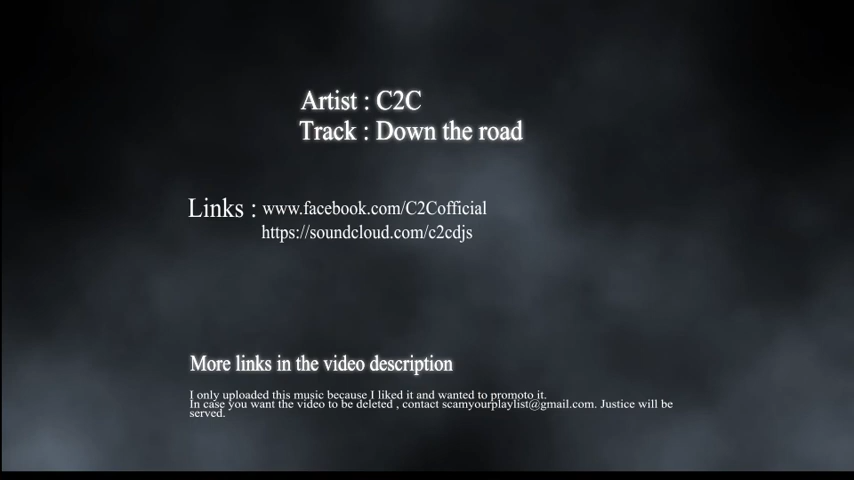 Artist : C2C
Track : Down the road
Links : www.facebook.com/C2Cofficial
https://soundcloud.com/c2cdjs
More links in the video description
I only uploaded this music because I liked it and wanted to promoto it.
In case you want the video to be deleted , contact scamyourplaylist@gmail.com. Justice will be
served.